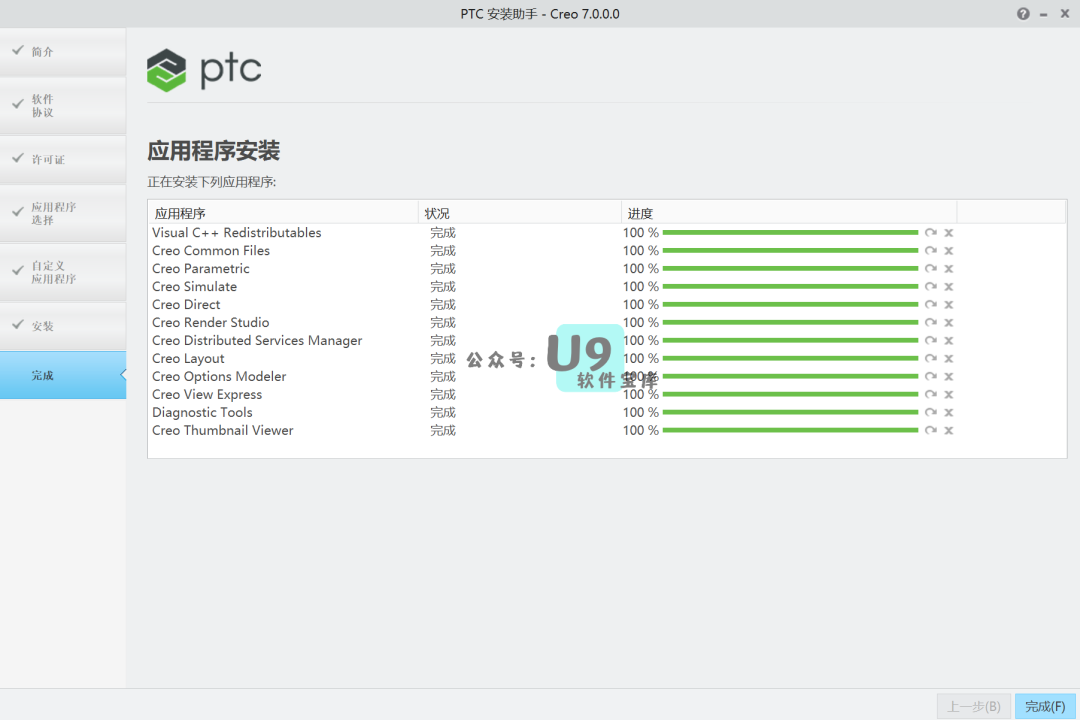 PTC 安装助手 - Creo 7.0.0.0
简介
软件
协议
许可证
应用程序
选择
自定义
应用程序
安装
完成
ptc
应用程序安装
正在安装下列应用程序:
应用程序 状况 进度
Visual C++ Redistributables 完成 100 %
Creo Common Files 完成 100 %
Creo Parametric 完成 100 %
Creo Simulate 完成 100 %
Creo Direct 完成 100 %
Creo Render Studio 完成 100 %
Creo Distributed Services Manager 完成 100 %
Creo Layout 完成 100 %
Creo Options Modeler 完成 100 %
Creo View Express 完成 100 %
Diagnostic Tools 完成 100 %
Creo Thumbnail Viewer 完成 100 %
公众号: U9
软件宝库
上一步(B) 完成(F)